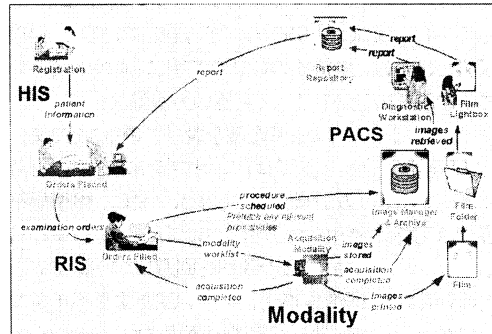 Registration
HIS
patient
information
Orders Placed
report
Report
Repository
report
report
Diagnostic
Workstation
Film
Lightbox
PACS
images
retrieved
procedure
scheduled
Image Manager
& Archive
Film
Folder
examination orders
RIS
Orders Filled
modality
worklist
Acquisition
Modality
images
stored
acquisition
completed
acquisition
completed
images
printed
Film
Modality